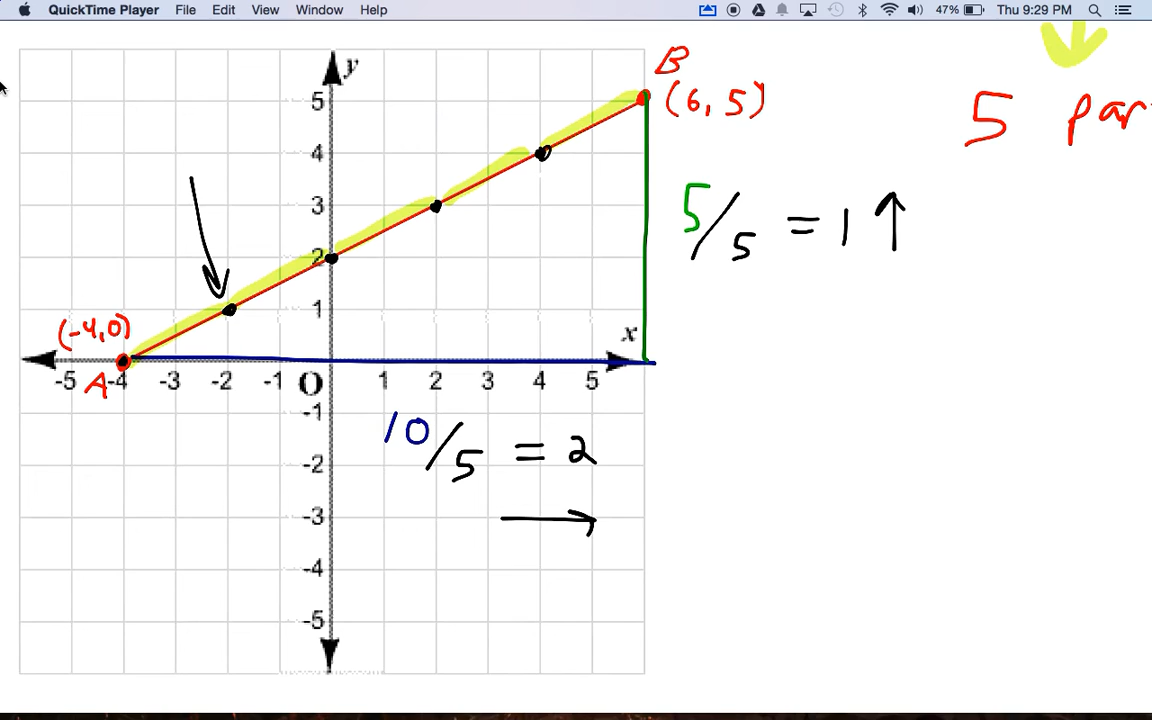 QuickTime Player File Edit View Window Help 47% Thu 9:29 PM
y
B
(6, 5)
5 par
5
4
3
2
1
5/5 = 1 ↑
(-4,0)
x
A
-5 -4 -3 -2 -1 O 1 2 3 4 5
-1
-2
-3
-4
-5
10/5 = 2
→